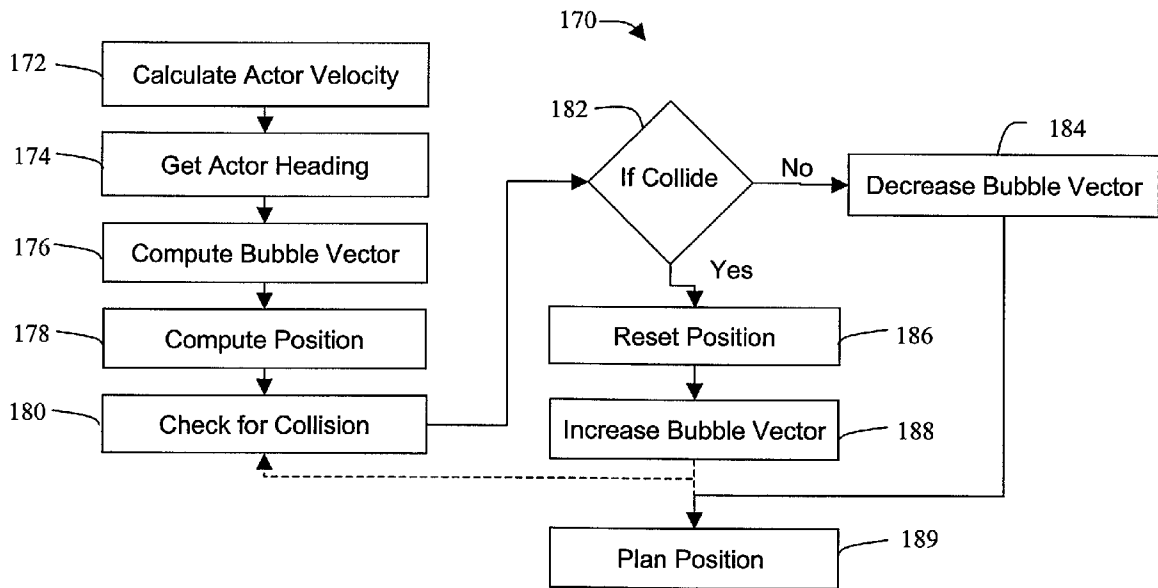 170
172
Calculate Actor Velocity
174
Get Actor Heading
176
Compute Bubble Vector
178
Compute Position
180
Check for Collision
182
If Collide
No
184
Decrease Bubble Vector
Yes
Reset Position
186
Increase Bubble Vector
188
Plan Position
189